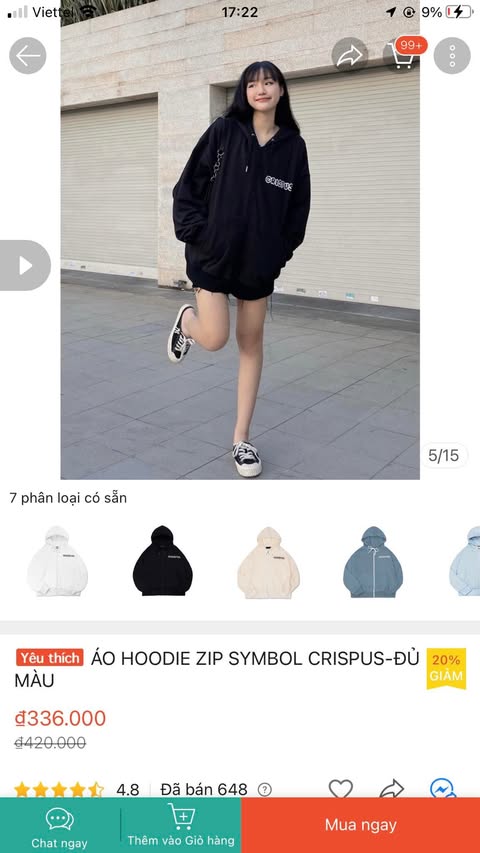 Viettel
17:22
9%
99+
CRISPUS
5/15
7 phân loại có sẵn
Yêu thích ÁO HOODIE ZIP SYMBOL CRISPUS-ĐỦ
MÀU
20%
GIẢM
₫336.000
₫420.000
4.8
Đã bán 648
?
Chat ngay
Thêm vào Giỏ hàng
Mua ngay